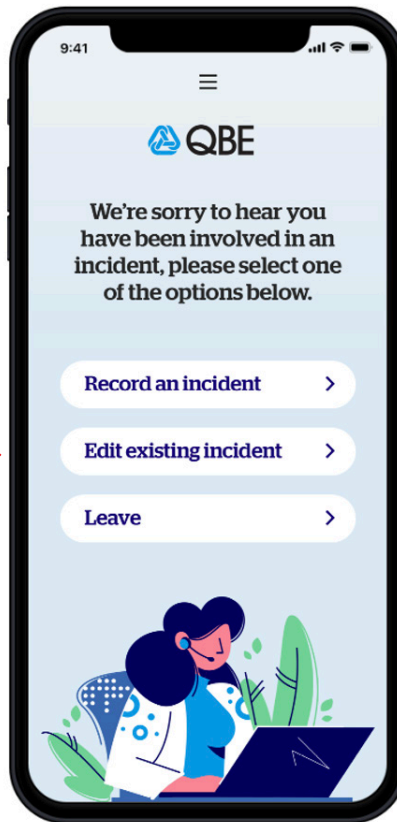 9:41
QBE
We’re sorry to hear you
have been involved in an
incident, please select one
of the options below.
Record an incident
Edit existing incident
Leave